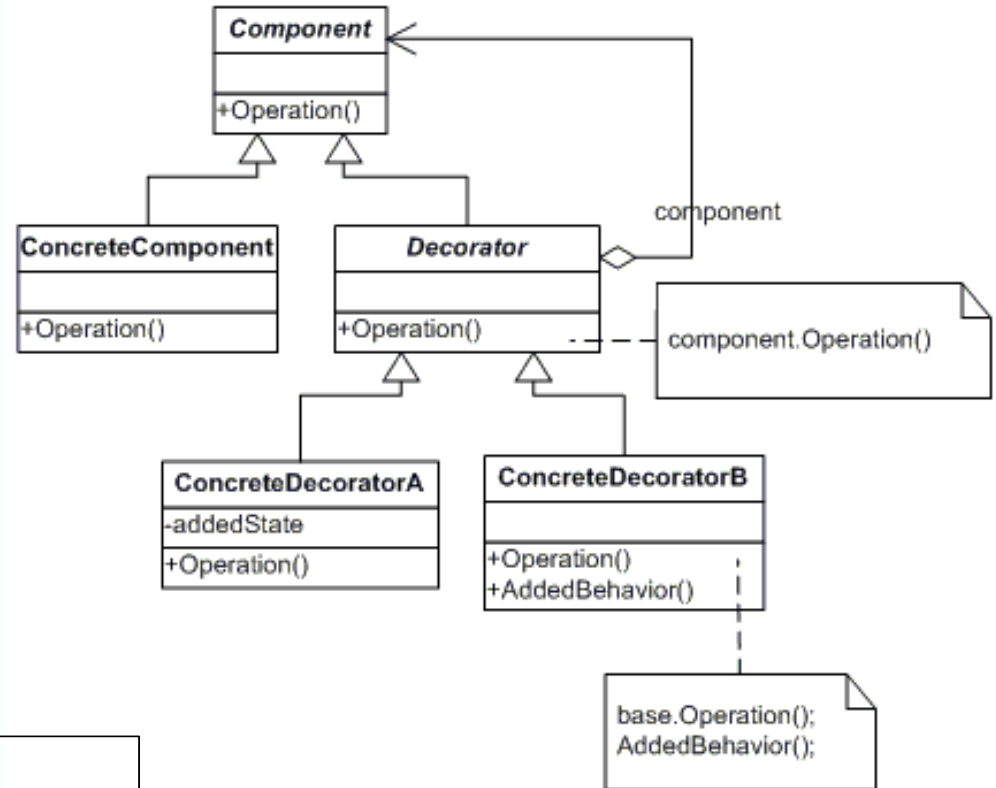 Component
+Operation()
component
ConcreteComponent
+Operation()
Decorator
+Operation()
component.Operation()
ConcreteDecoratorA
-addedState
+Operation()
ConcreteDecoratorB
+Operation()
+AddedBehavior()
base.Operation();
AddedBehavior();